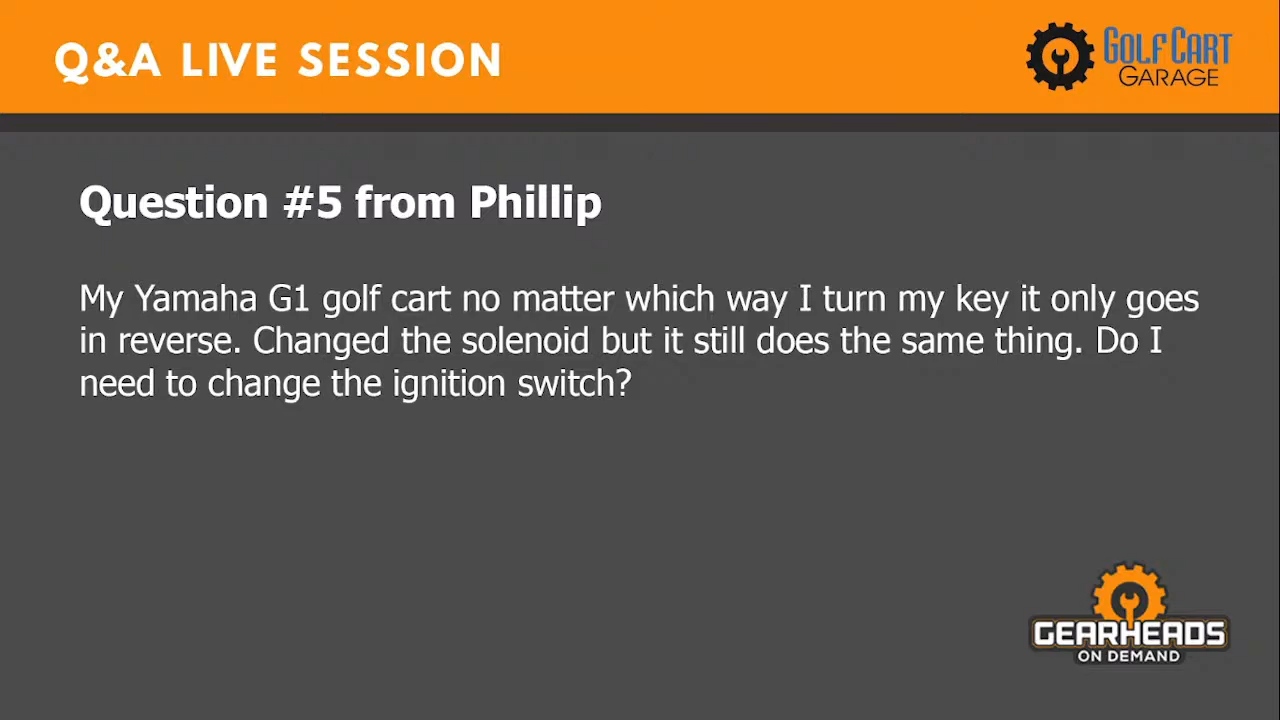 Q&A LIVE SESSION
GOLF CART
GARAGE
Question #5 from Phillip
My Yamaha G1 golf cart no matter which way I turn my key it only goes
in reverse. Changed the solenoid but it still does the same thing. Do I
need to change the ignition switch?
GEARHEADS
ON DEMAND